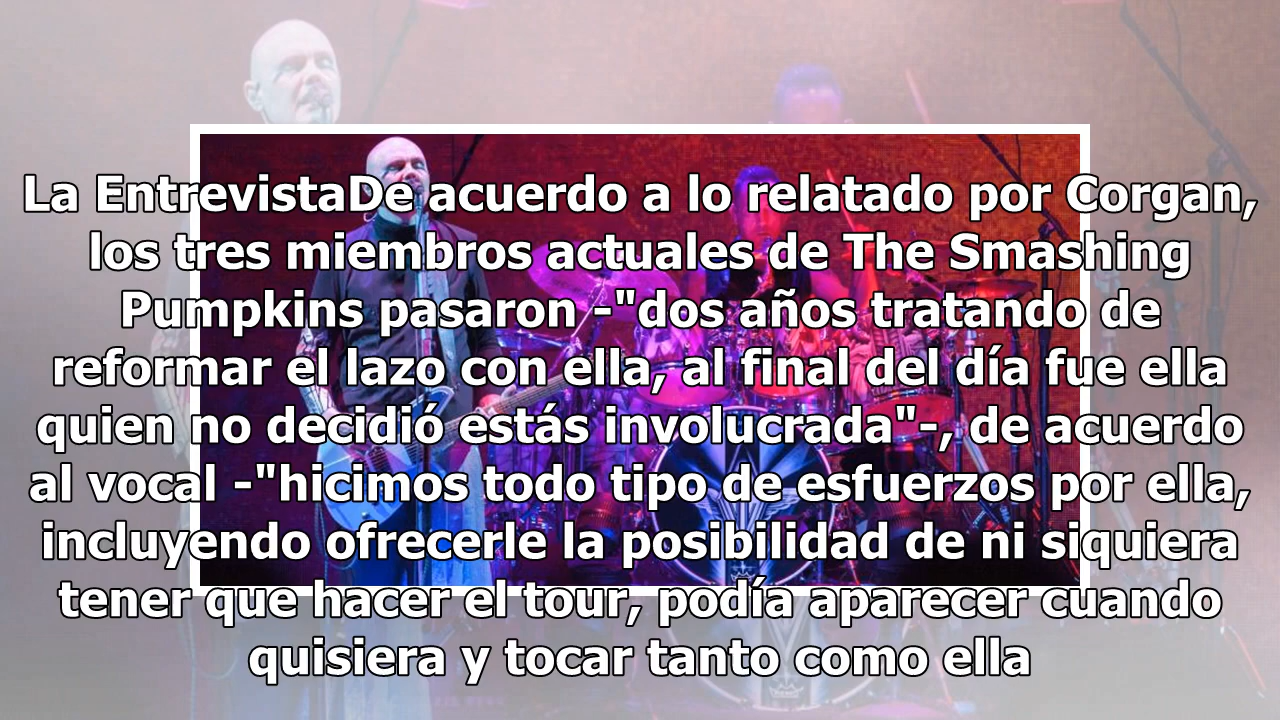 La EntrevistaDe acuerdo a lo relatado por Corgan,
los tres miembros actuales de The Smashing
Pumpkins pasaron -"dos años tratando de
reformar el lazo con ella, al final del día fue ella
quien no decidió estás involucrada"-, de acuerdo
al vocal -"hicimos todo tipo de esfuerzos por ella,
incluyendo ofrecerle la posibilidad de ni siquiera
tener que hacer el tour, podía aparecer cuando
quisiera y tocar tanto como ella